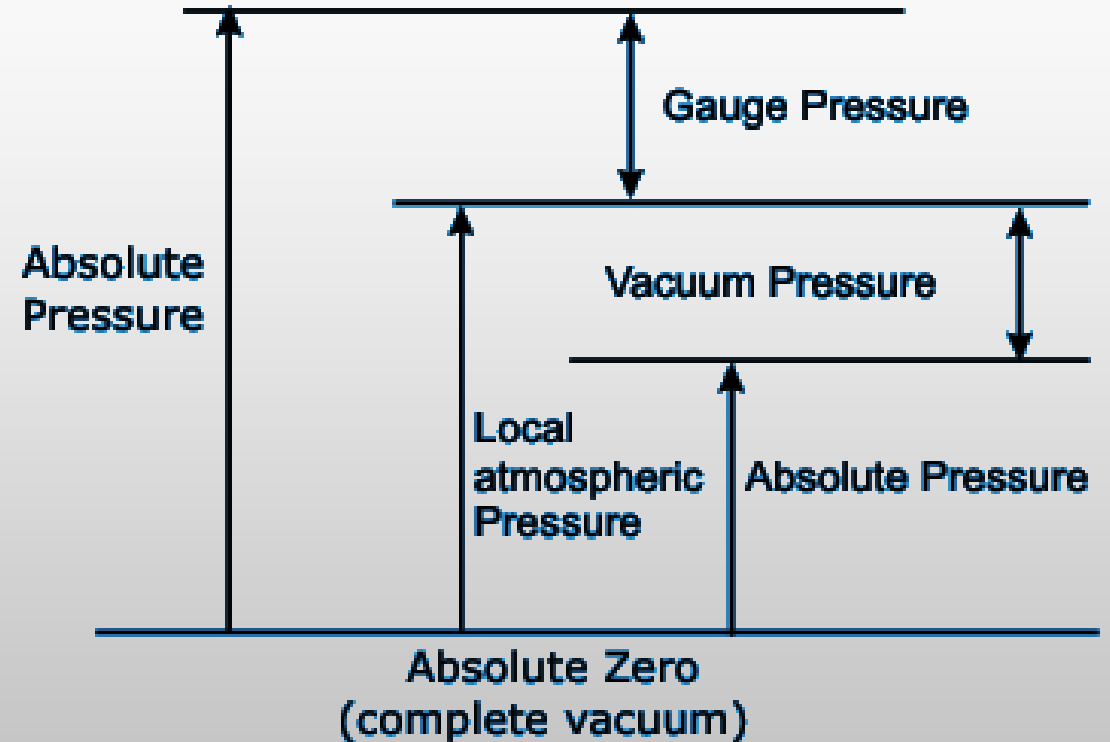 Gauge Pressure
Absolute
Pressure
Vacuum Pressure
Local
atmospheric
Pressure
Absolute Pressure
Absolute Zero
(complete vacuum)